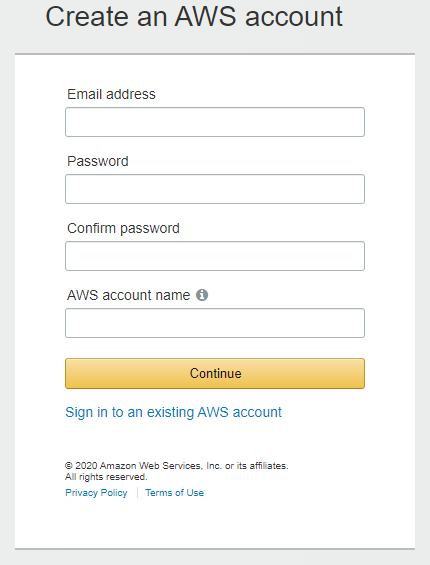 Create an AWS account
Email address
Password
Confirm password
AWS account name
Continue
Sign in to an existing AWS account
© 2020 Amazon Web Services, Inc. or its affiliates.
All rights reserved.
Privacy Policy | Terms of Use